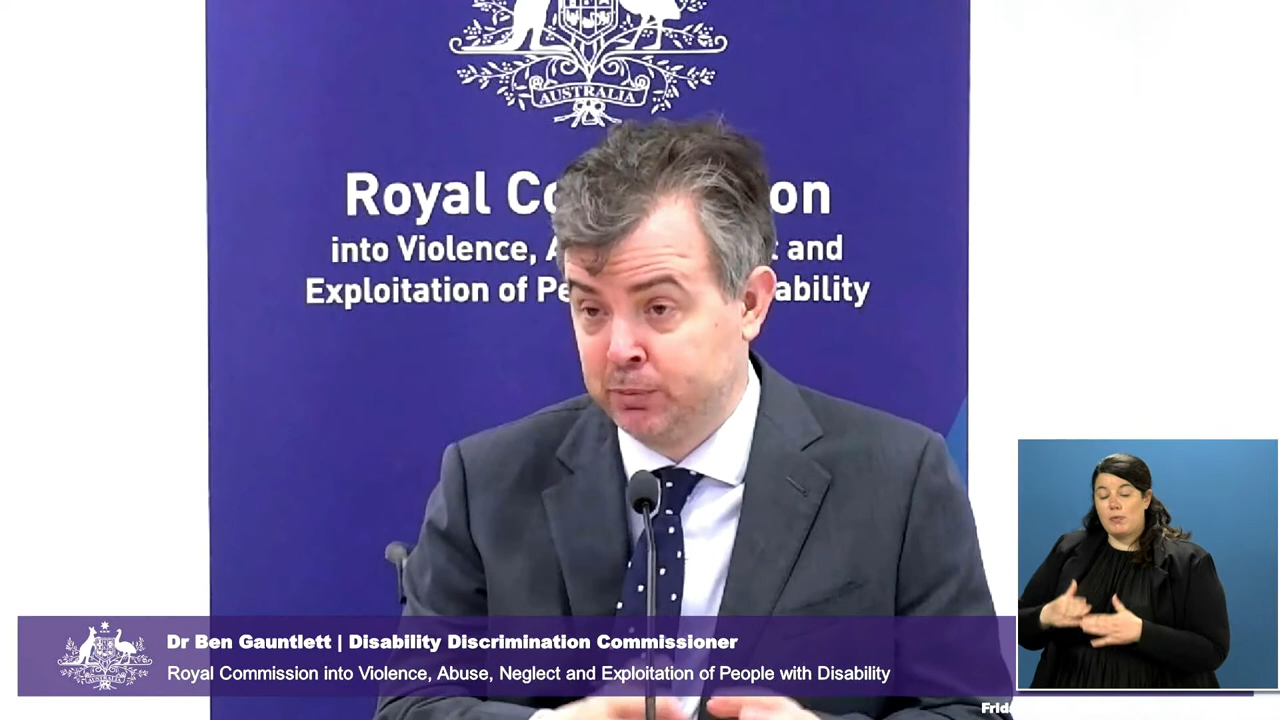 AUSTRALIA
Royal Co on
into Violence, A t and
Exploitation of Pe ability
Dr Ben Gauntlett | Disability Discrimination Commissioner
Royal Commission into Violence, Abuse, Neglect and Exploitation of People with Disability
Frid